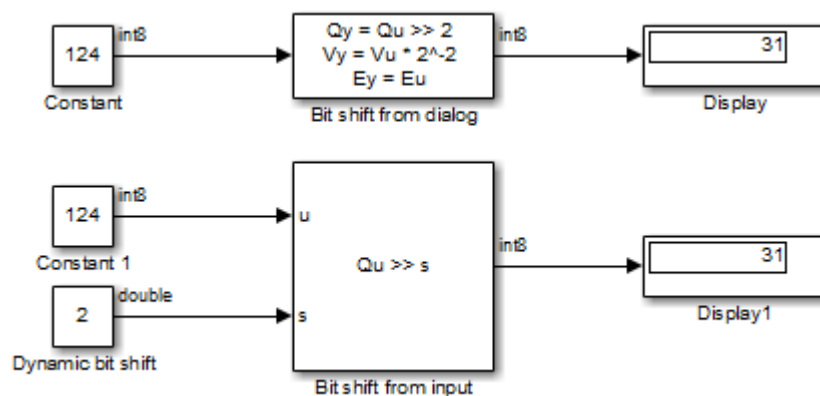 int8
Qy = Qu >> 2
int8
124
Vy = Vu * 2^-2
31
Ey = Eu
Constant
Bit shift from dialog
Display
int8
124
u
int8
31
Constant 1
Qu >> s
double
2
s
Display1
Dynamic bit shift
Bit shift from input